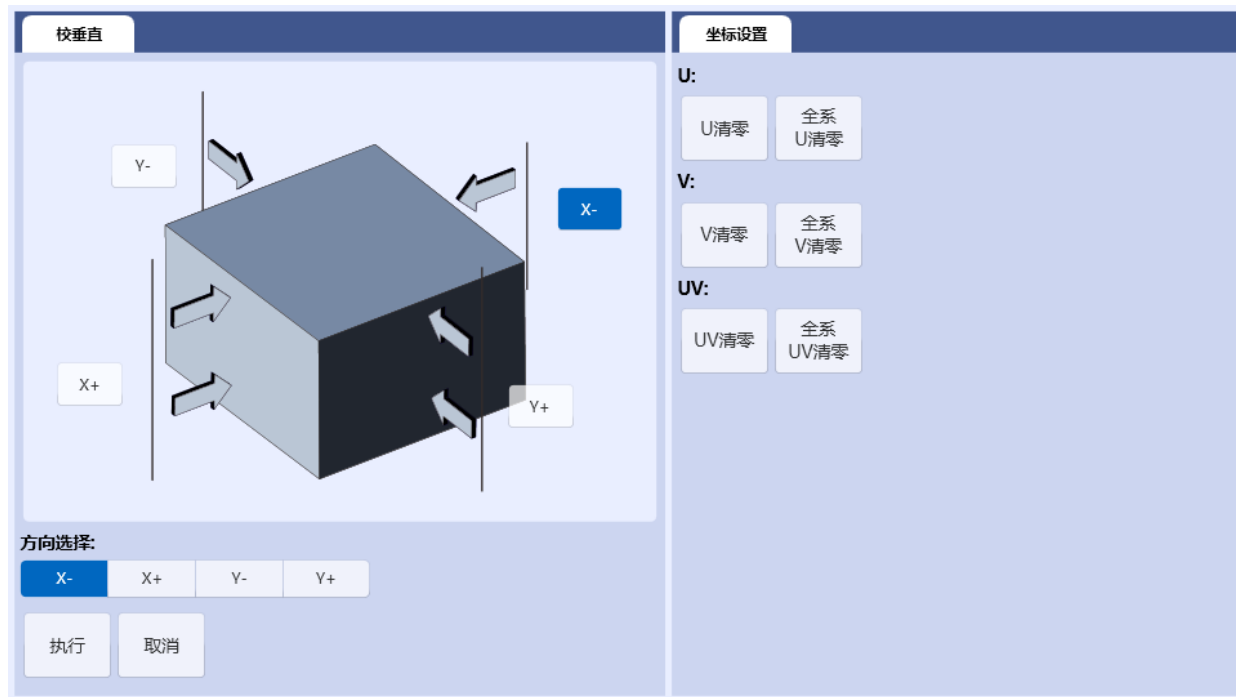 校垂直
Y-
X-
X+
Y+
方向选择:
X- X+ Y- Y+
执行 取消
坐标设置
U:
U清零
全系
U清零
V:
V清零
全系
V清零
UV:
UV清零
全系
UV清零